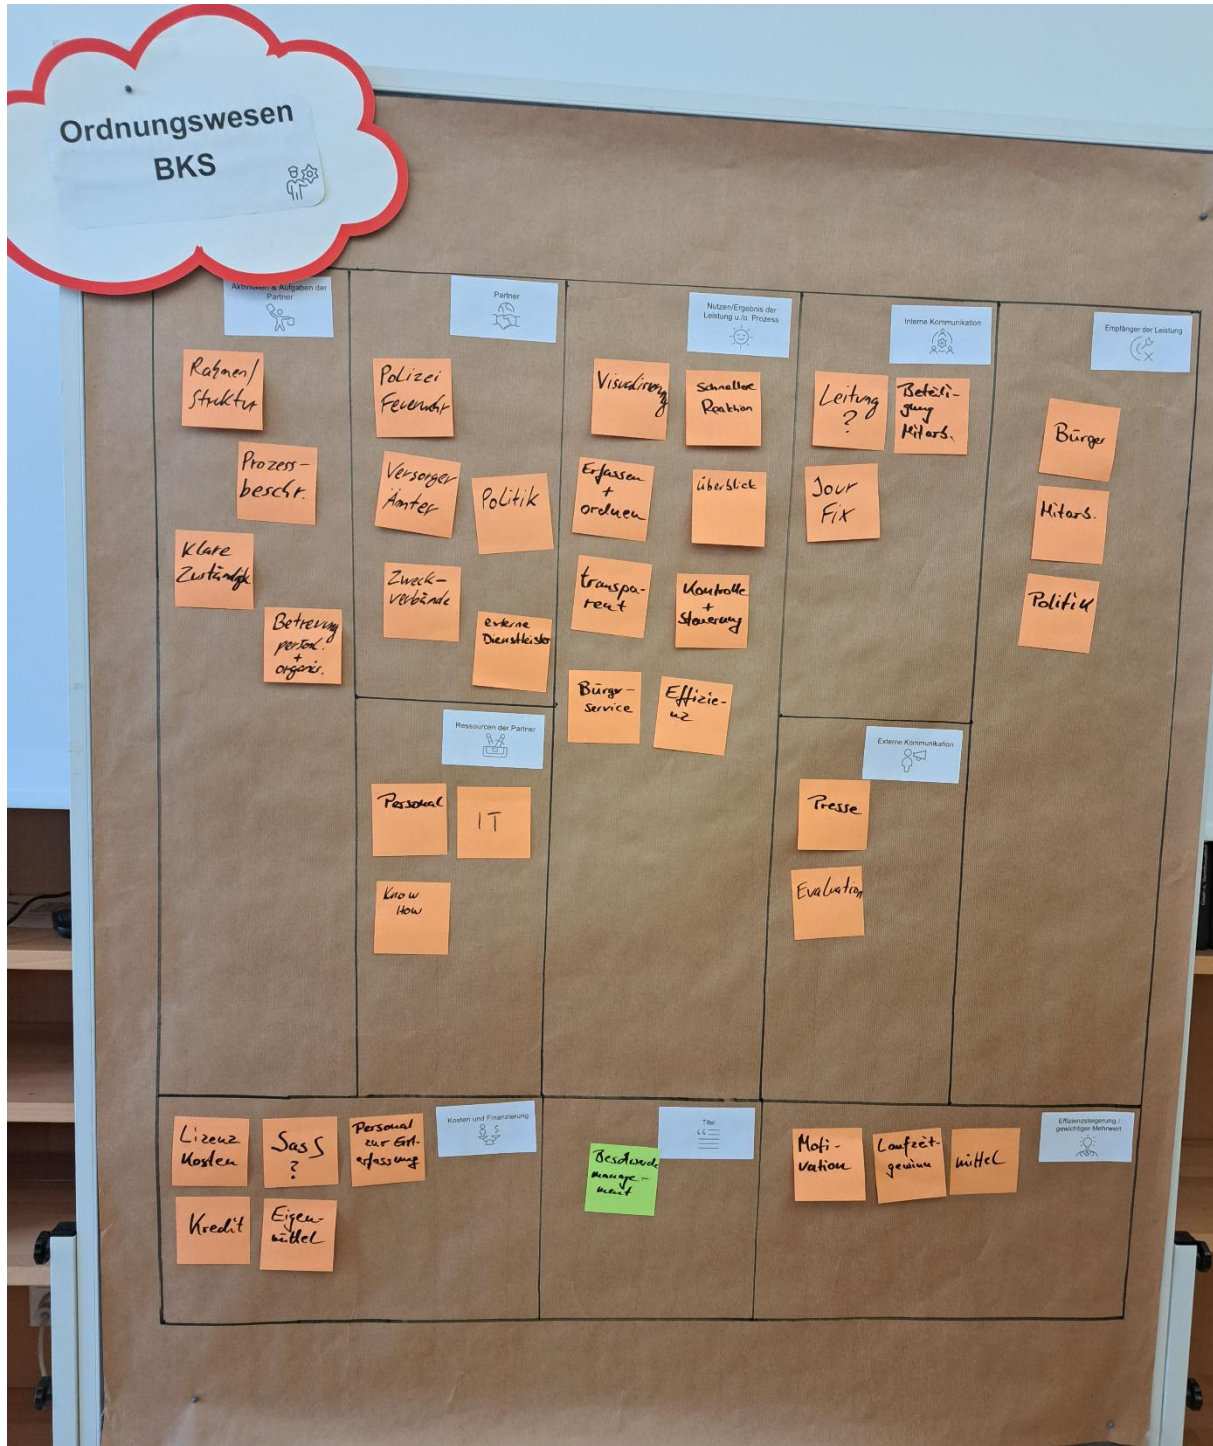 Ordnungswesen
BKS
Aktivitäten & Aufgaben der
Partner
Rahmen/
Struktur
Prozess-
beschr.
Klare
Zuständigk.
Betreuung
person.
+
organis.
Partner
Polizei
Feuerwehr
Versorger
Ämter
Politik
Zweck-
verbände
externe
Dienstleister
Ressourcen der Partner
Personal
IT
Know
How
Nutzen/Ergebnis der
Leistung u./o. Prozess
Visualisierung
schnellere
Reaktion
Erfassen
+
ordnen
überblick
transpa-
rent
Kontrolle
+
Steuerung
Bürger-
service
Effizie-
nz
Interne Kommunikation
Leitung
?
Beteili-
gung
Mitarb.
Jour
Fix
Externe Kommunikation
Presse
Evaluation
Empfänger der Leistung
Bürger
Mitarb.
Politik
Kosten und Finanzierung
Lizenz
Kosten
SaaS
?
Personal
zur Erst-
erfassung
Kredit
Eigen-
mittel
Titel
Beschwerde
manage-
ment
Effizienzsteigerung /
gewichtiger Mehrwert
Moti-
vation
Laufzeit-
gewinn
mittel